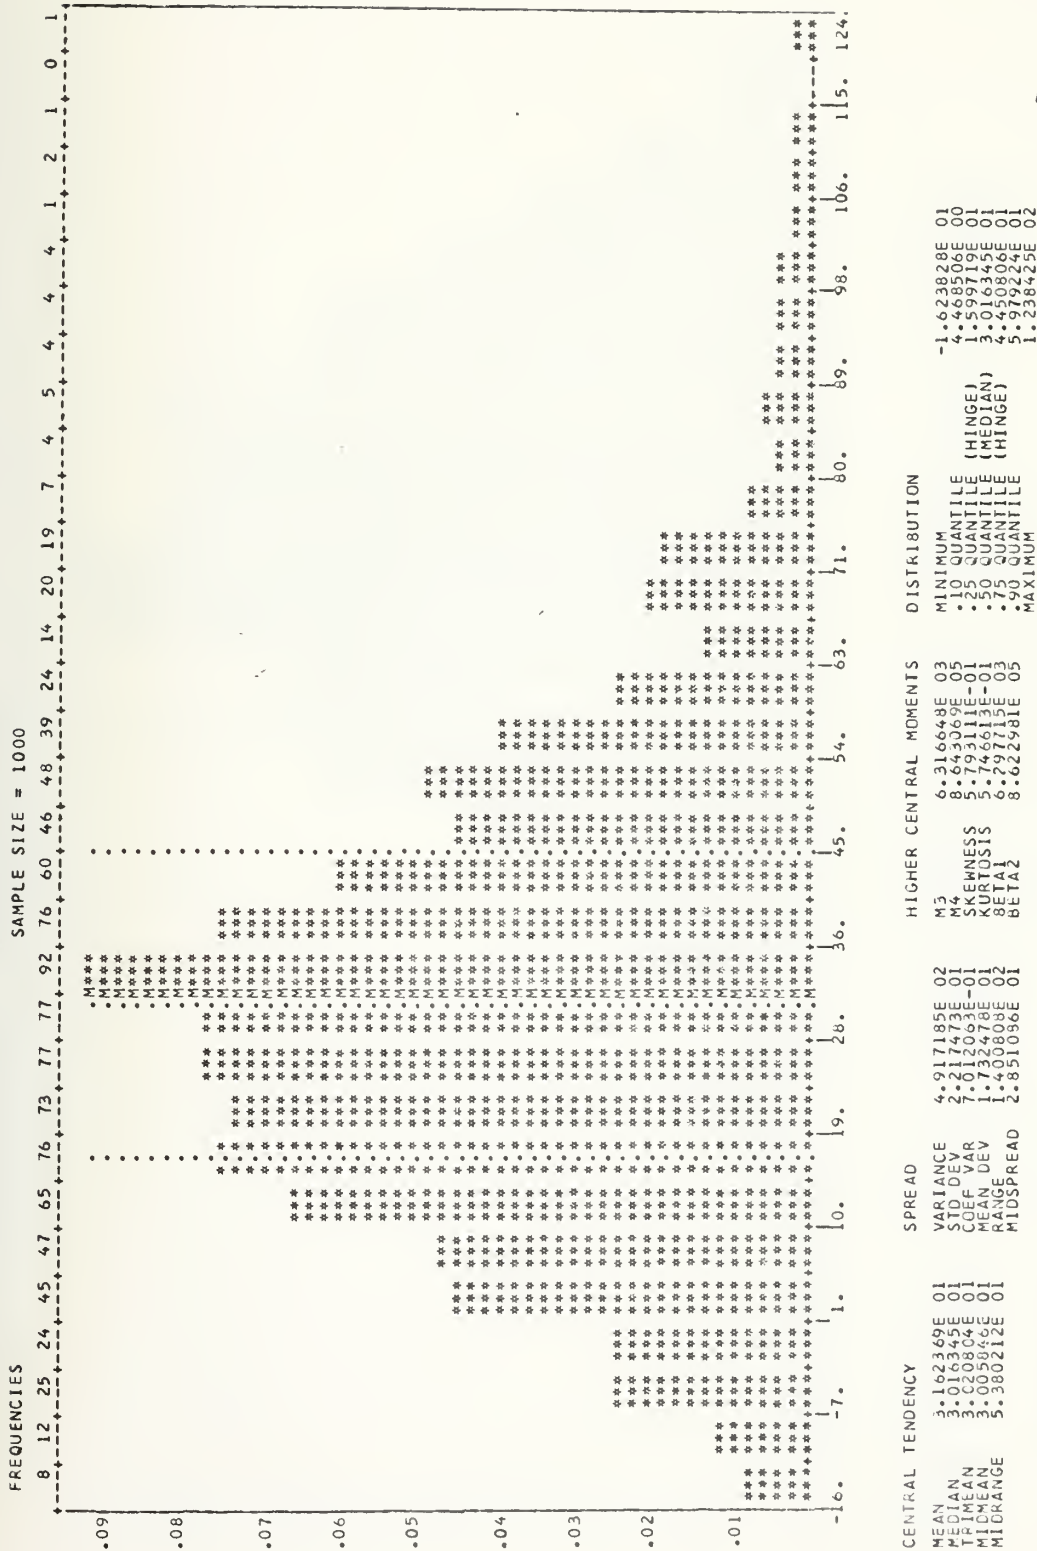 FREQUENCIES
SAMPLE SIZE = 1000
8 12 25 24 45 47 65 76 73 77 77 92 76 60 46 48 39 24 14 20 19 7 4 5 4 4 4 1 2 1 0 1
.09
.08
.07
.06
.05
.04
.03
.02
.01
-16. -7. 1. 10. 19. 28. 36. 45. 54. 63. 71. 80. 89. 98. 106. 115. 124.
CENTRAL TENDENCY SPREAD HIGHER CENTRAL MOMENTS DISTRIBUTION
MEAN 3.162369E 01 VARIANCE 4.917185E 02 M3 6.316648E 03 MINIMUM -1.623828E 01
MEDIAN 3.016345E 01 STD DEV 2.217473E 01 M4 8.643069E 05 .10 QUANTILE 4.468506E 00
TRIMEAN 3.020804E 01 COEF VAR 7.012063E-01 SKEWNESS 5.793111E-01 .25 QUANTILE (HINGE) 1.599719E 01
MIDMEAN 3.005846E 01 MEAN DEV 1.732478E 01 KURTOSIS 5.746613E-01 .50 QUANTILE (MEDIAN) 3.016345E 01
MIDRANGE 5.380212E 01 RANGE 1.400808E 02 BETA1 6.297715E 03 .75 QUANTILE (HINGE) 4.450806E 01
MIDSPREAD 2.851086E 01 BETA2 8.622981E 05 .90 QUANTILE 5.979224E 01
MAXIMUM 1.238425E 02